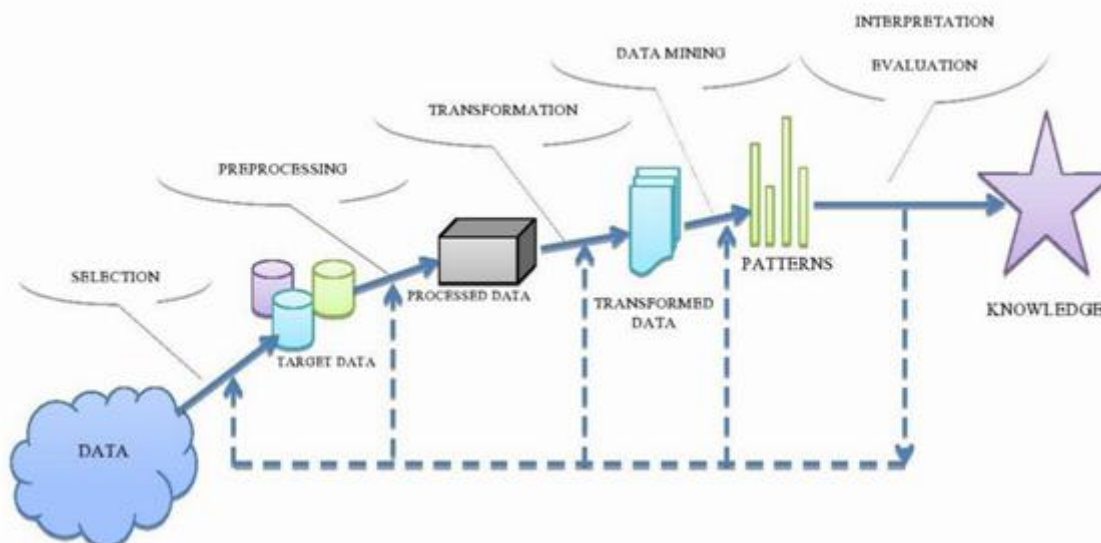 INTERPRETATION
EVALUATION
DATA MINING
TRANSFORMATION
PREPROCESSING
SELECTION
PATTERNS
PROCESSED DATA
TRANSFORMED
DATA
KNOWLEDGE
TARGET DATA
DATA